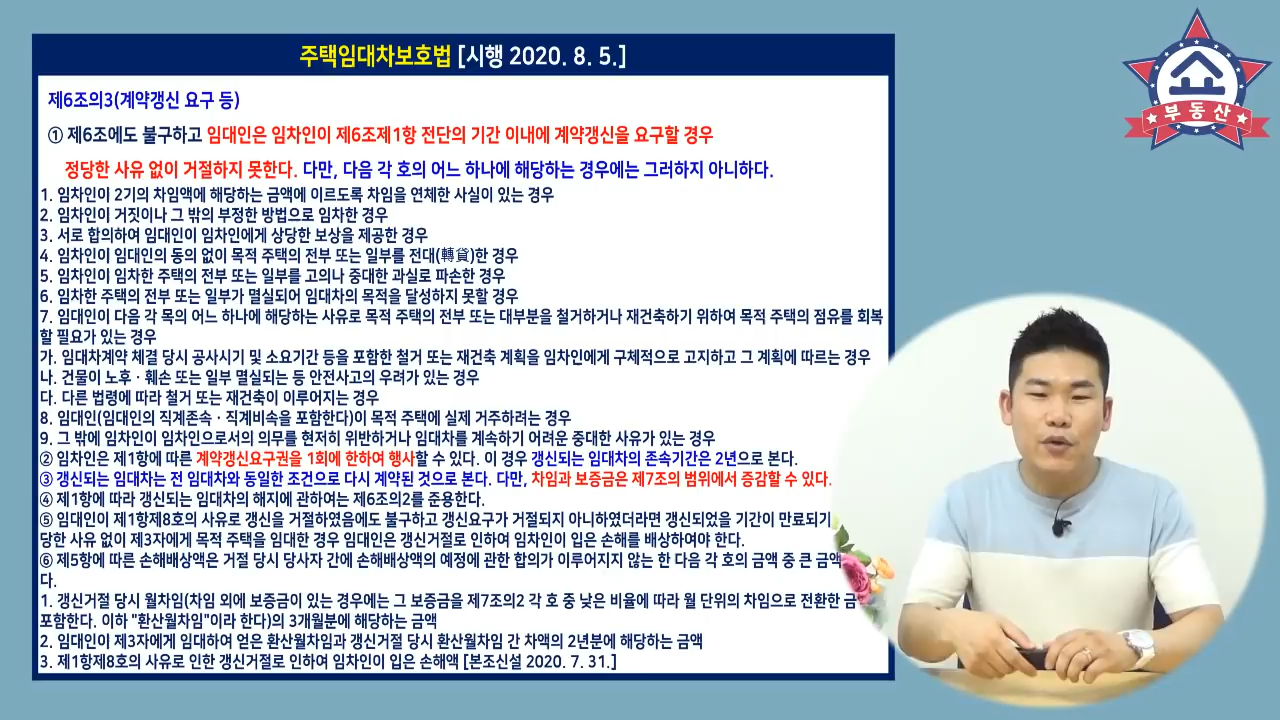 주택임대차보호법 [시행 2020. 8. 5.]
부동산
제6조의3(계약갱신 요구 등)
① 제6조에도 불구하고 임대인은 임차인이 제6조제1항 전단의 기간 이내에 계약갱신을 요구할 경우
정당한 사유 없이 거절하지 못한다. 다만, 다음 각 호의 어느 하나에 해당하는 경우에는 그러하지 아니하다.
1. 임차인이 2기의 차임액에 해당하는 금액에 이르도록 차임을 연체한 사실이 있는 경우
2. 임차인이 거짓이나 그 밖의 부정한 방법으로 임차한 경우
3. 서로 합의하여 임대인이 임차인에게 상당한 보상을 제공한 경우
4. 임차인이 임대인의 동의 없이 목적 주택의 전부 또는 일부를 전대(轉貸)한 경우
5. 임차인이 임차한 주택의 전부 또는 일부를 고의나 중대한 과실로 파손한 경우
6. 임차한 주택의 전부 또는 일부가 멸실되어 임대차의 목적을 달성하지 못할 경우
7. 임대인이 다음 각 목의 어느 하나에 해당하는 사유로 목적 주택의 전부 또는 대부분을 철거하거나 재건축하기 위하여 목적 주택의 점유를 회복
할 필요가 있는 경우
가. 임대차계약 체결 당시 공사시기 및 소요기간 등을 포함한 철거 또는 재건축 계획을 임차인에게 구체적으로 고지하고 그 계획에 따르는 경우
나. 건물이 노후ㆍ훼손 또는 일부 멸실되는 등 안전사고의 우려가 있는 경우
다. 다른 법령에 따라 철거 또는 재건축이 이루어지는 경우
8. 임대인(임대인의 직계존속ㆍ직계비속을 포함한다)이 목적 주택에 실제 거주하려는 경우
9. 그 밖에 임차인이 임차인으로서의 의무를 현저히 위반하거나 임대차를 계속하기 어려운 중대한 사유가 있는 경우
② 임차인은 제1항에 따른 계약갱신요구권을 1회에 한하여 행사할 수 있다. 이 경우 갱신되는 임대차의 존속기간은 2년으로 본다.
③ 갱신되는 임대차는 전 임대차와 동일한 조건으로 다시 계약된 것으로 본다. 다만, 차임과 보증금은 제7조의 범위에서 증감할 수 있다.
④ 제1항에 따라 갱신되는 임대차의 해지에 관하여는 제6조의2를 준용한다.
⑤ 임대인이 제1항제8호의 사유로 갱신을 거절하였음에도 불구하고 갱신요구가 거절되지 아니하였더라면 갱신되었을 기간이 만료되기
당한 사유 없이 제3자에게 목적 주택을 임대한 경우 임대인은 갱신거절로 인하여 임차인이 입은 손해를 배상하여야 한다.
⑥ 제5항에 따른 손해배상액은 거절 당시 당사자 간에 손해배상액의 예정에 관한 합의가 이루어지지 않는 한 다음 각 호의 금액 중 큰 금액
다.
1. 갱신거절 당시 월차임(차임 외에 보증금이 있는 경우에는 그 보증금을 제7조의2 각 호 중 낮은 비율에 따라 월 단위의 차임으로 전환한 금
포함한다. 이하 "환산월차임"이라 한다)의 3개월분에 해당하는 금액
2. 임대인이 제3자에게 임대하여 얻은 환산월차임과 갱신거절 당시 환산월차임 간 차액의 2년분에 해당하는 금액
3. 제1항제8호의 사유로 인한 갱신거절로 인하여 임차인이 입은 손해액 [본조신설 2020. 7. 31.]